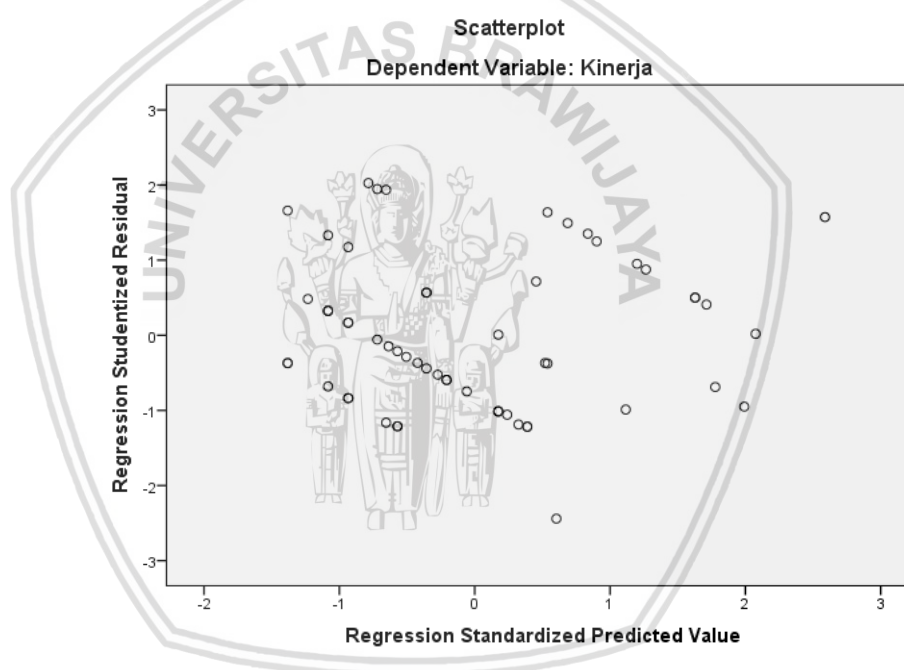 UNIVERSITAS BRAWIJAYA
Scatterplot
Dependent Variable: Kinerja
Regression Studentized Residual
3
2
1
0
-1
-2
-3
-2 -1 0 1 2 3
Regression Standardized Predicted Value